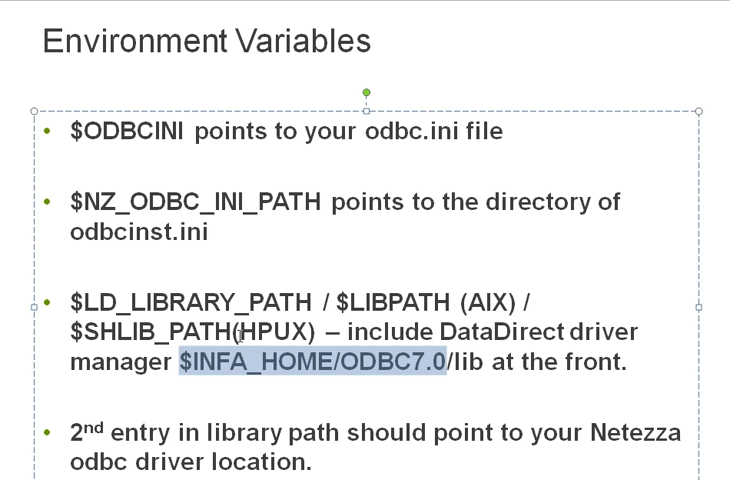 Environment Variables
• $ODBCINI points to your odbc.ini file
• $NZ_ODBC_INI_PATH points to the directory of
odbcinst.ini
• $LD_LIBRARY_PATH / $LIBPATH (AIX) /
$SHLIB_PATH(HPUX) – include DataDirect driver
manager $INFA_HOME/ODBC7.0/lib at the front.
• 2nd entry in library path should point to your Netezza
odbc driver location.